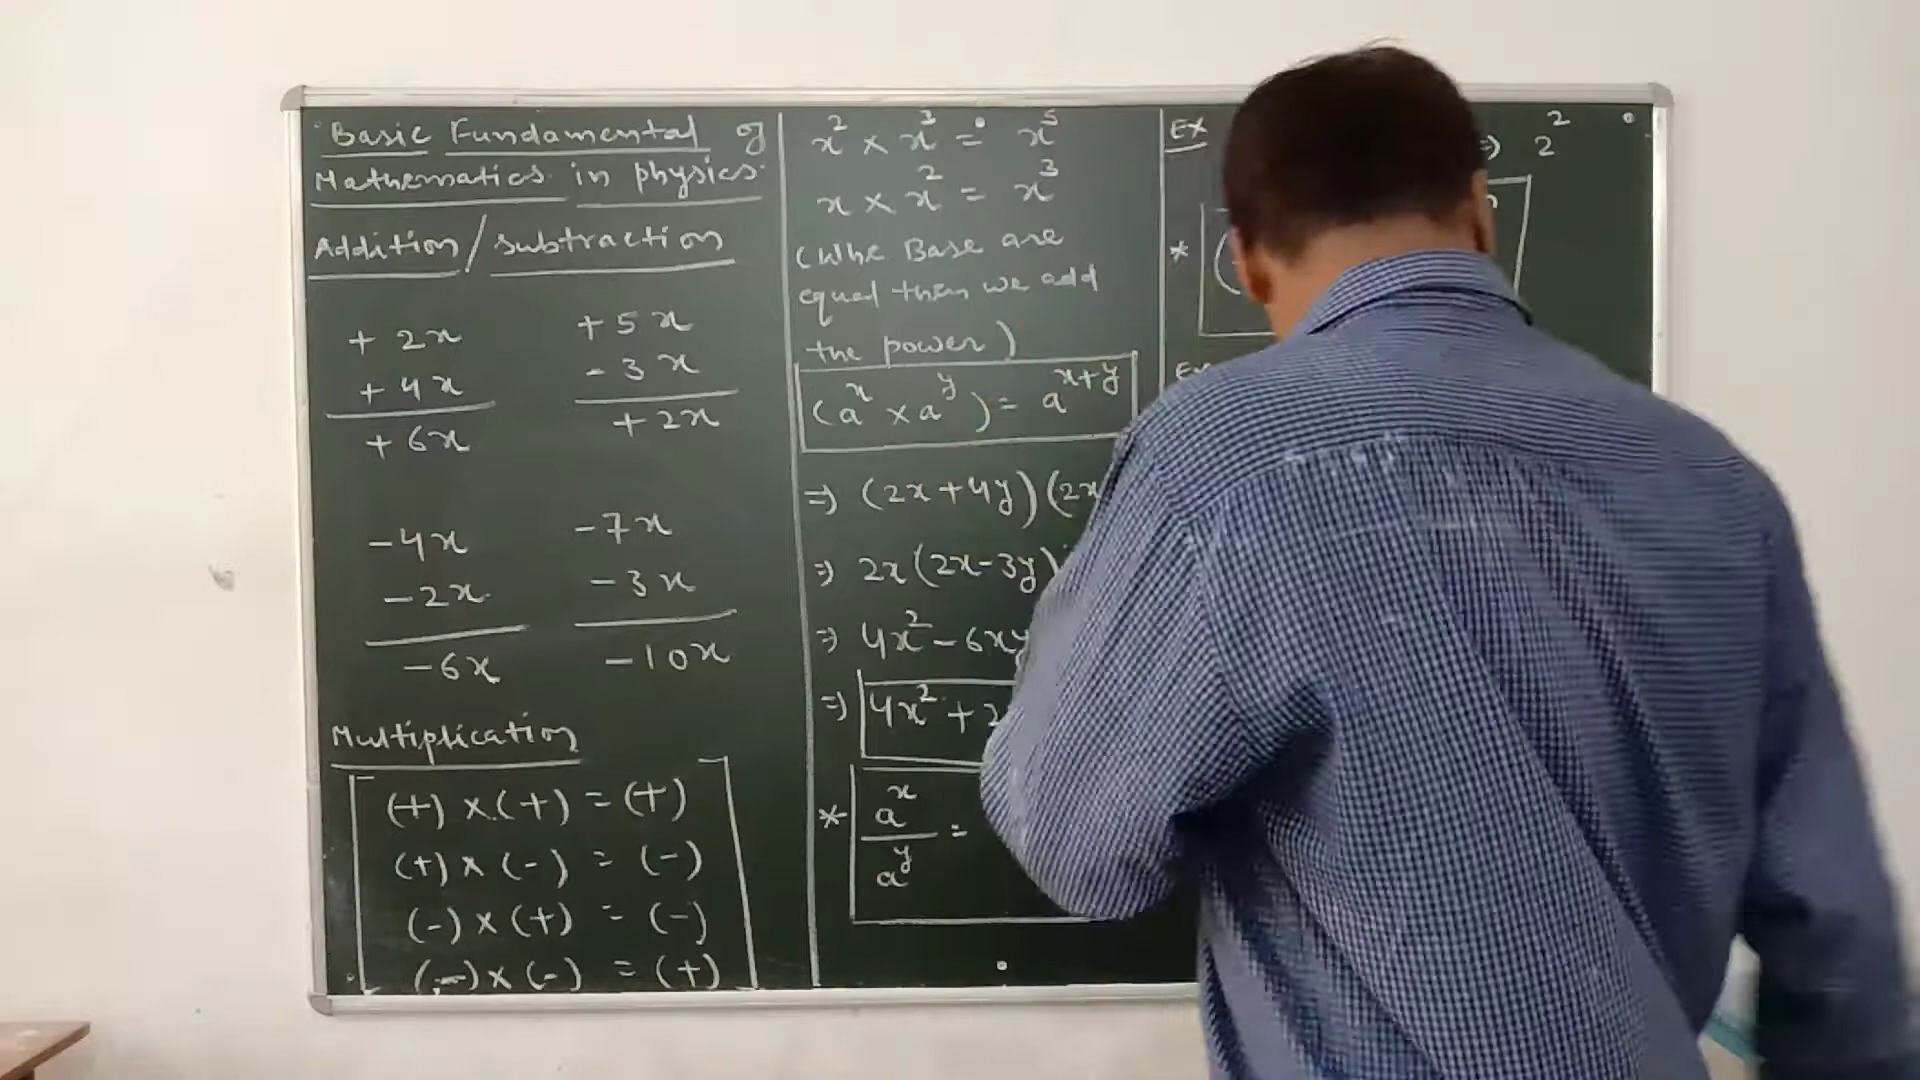 Basic Fundamental of
Mathematics in physics.
Addition/subtraction
+ 2x
+ 4x
+ 6x
+ 5x
- 3x
+ 2x
-4x
-2x
-6x
-7x
-3x
-10x
Multiplication
(+) × (+) = (+)
(+) × (-) = (-)
(-) × (+) = (-)
(-) × (-) = (+)
x² × x³ = x⁵
x × x² = x³
Base are
equal then we add
the power)
(aˣ × aʸ) = aˣ⁺ʸ
=) (2x+4y)(2x
=) 2x(2x-3y)
=) 4x² - 6xy
=) 4x² + 2
* aˣ/aʸ =
Ex
=) 2²
* (